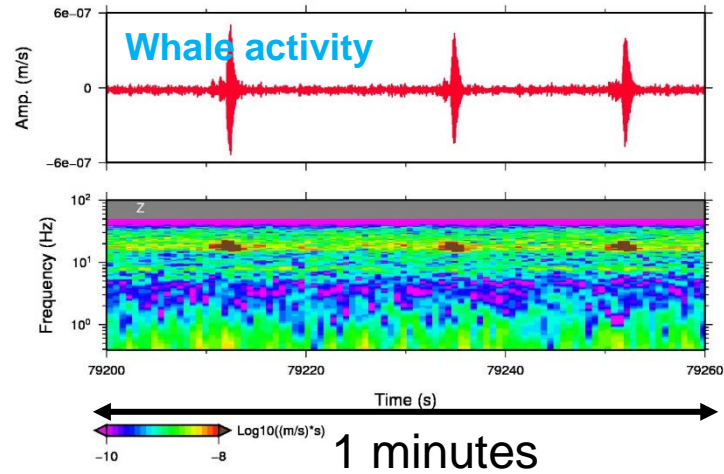 6e-07
Whale activity
Amp. (m/s)
0
-6e-07
10²
Z
Frequency (Hz)
10¹
10⁰
79200 79220 79240 79260
Time (s)
Log10((m/s)*s)
-10 -8
1 minutes